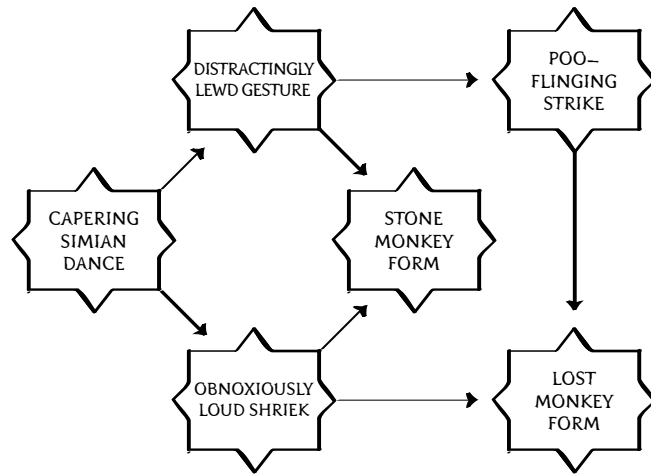 DISTRACTINGLY
LEWD GESTURE
POO–
FLINGING
STRIKE
CAPERING
SIMIAN
DANCE
STONE
MONKEY
FORM
OBNOXIOUSLY
LOUD SHRIEK
LOST
MONKEY
FORM